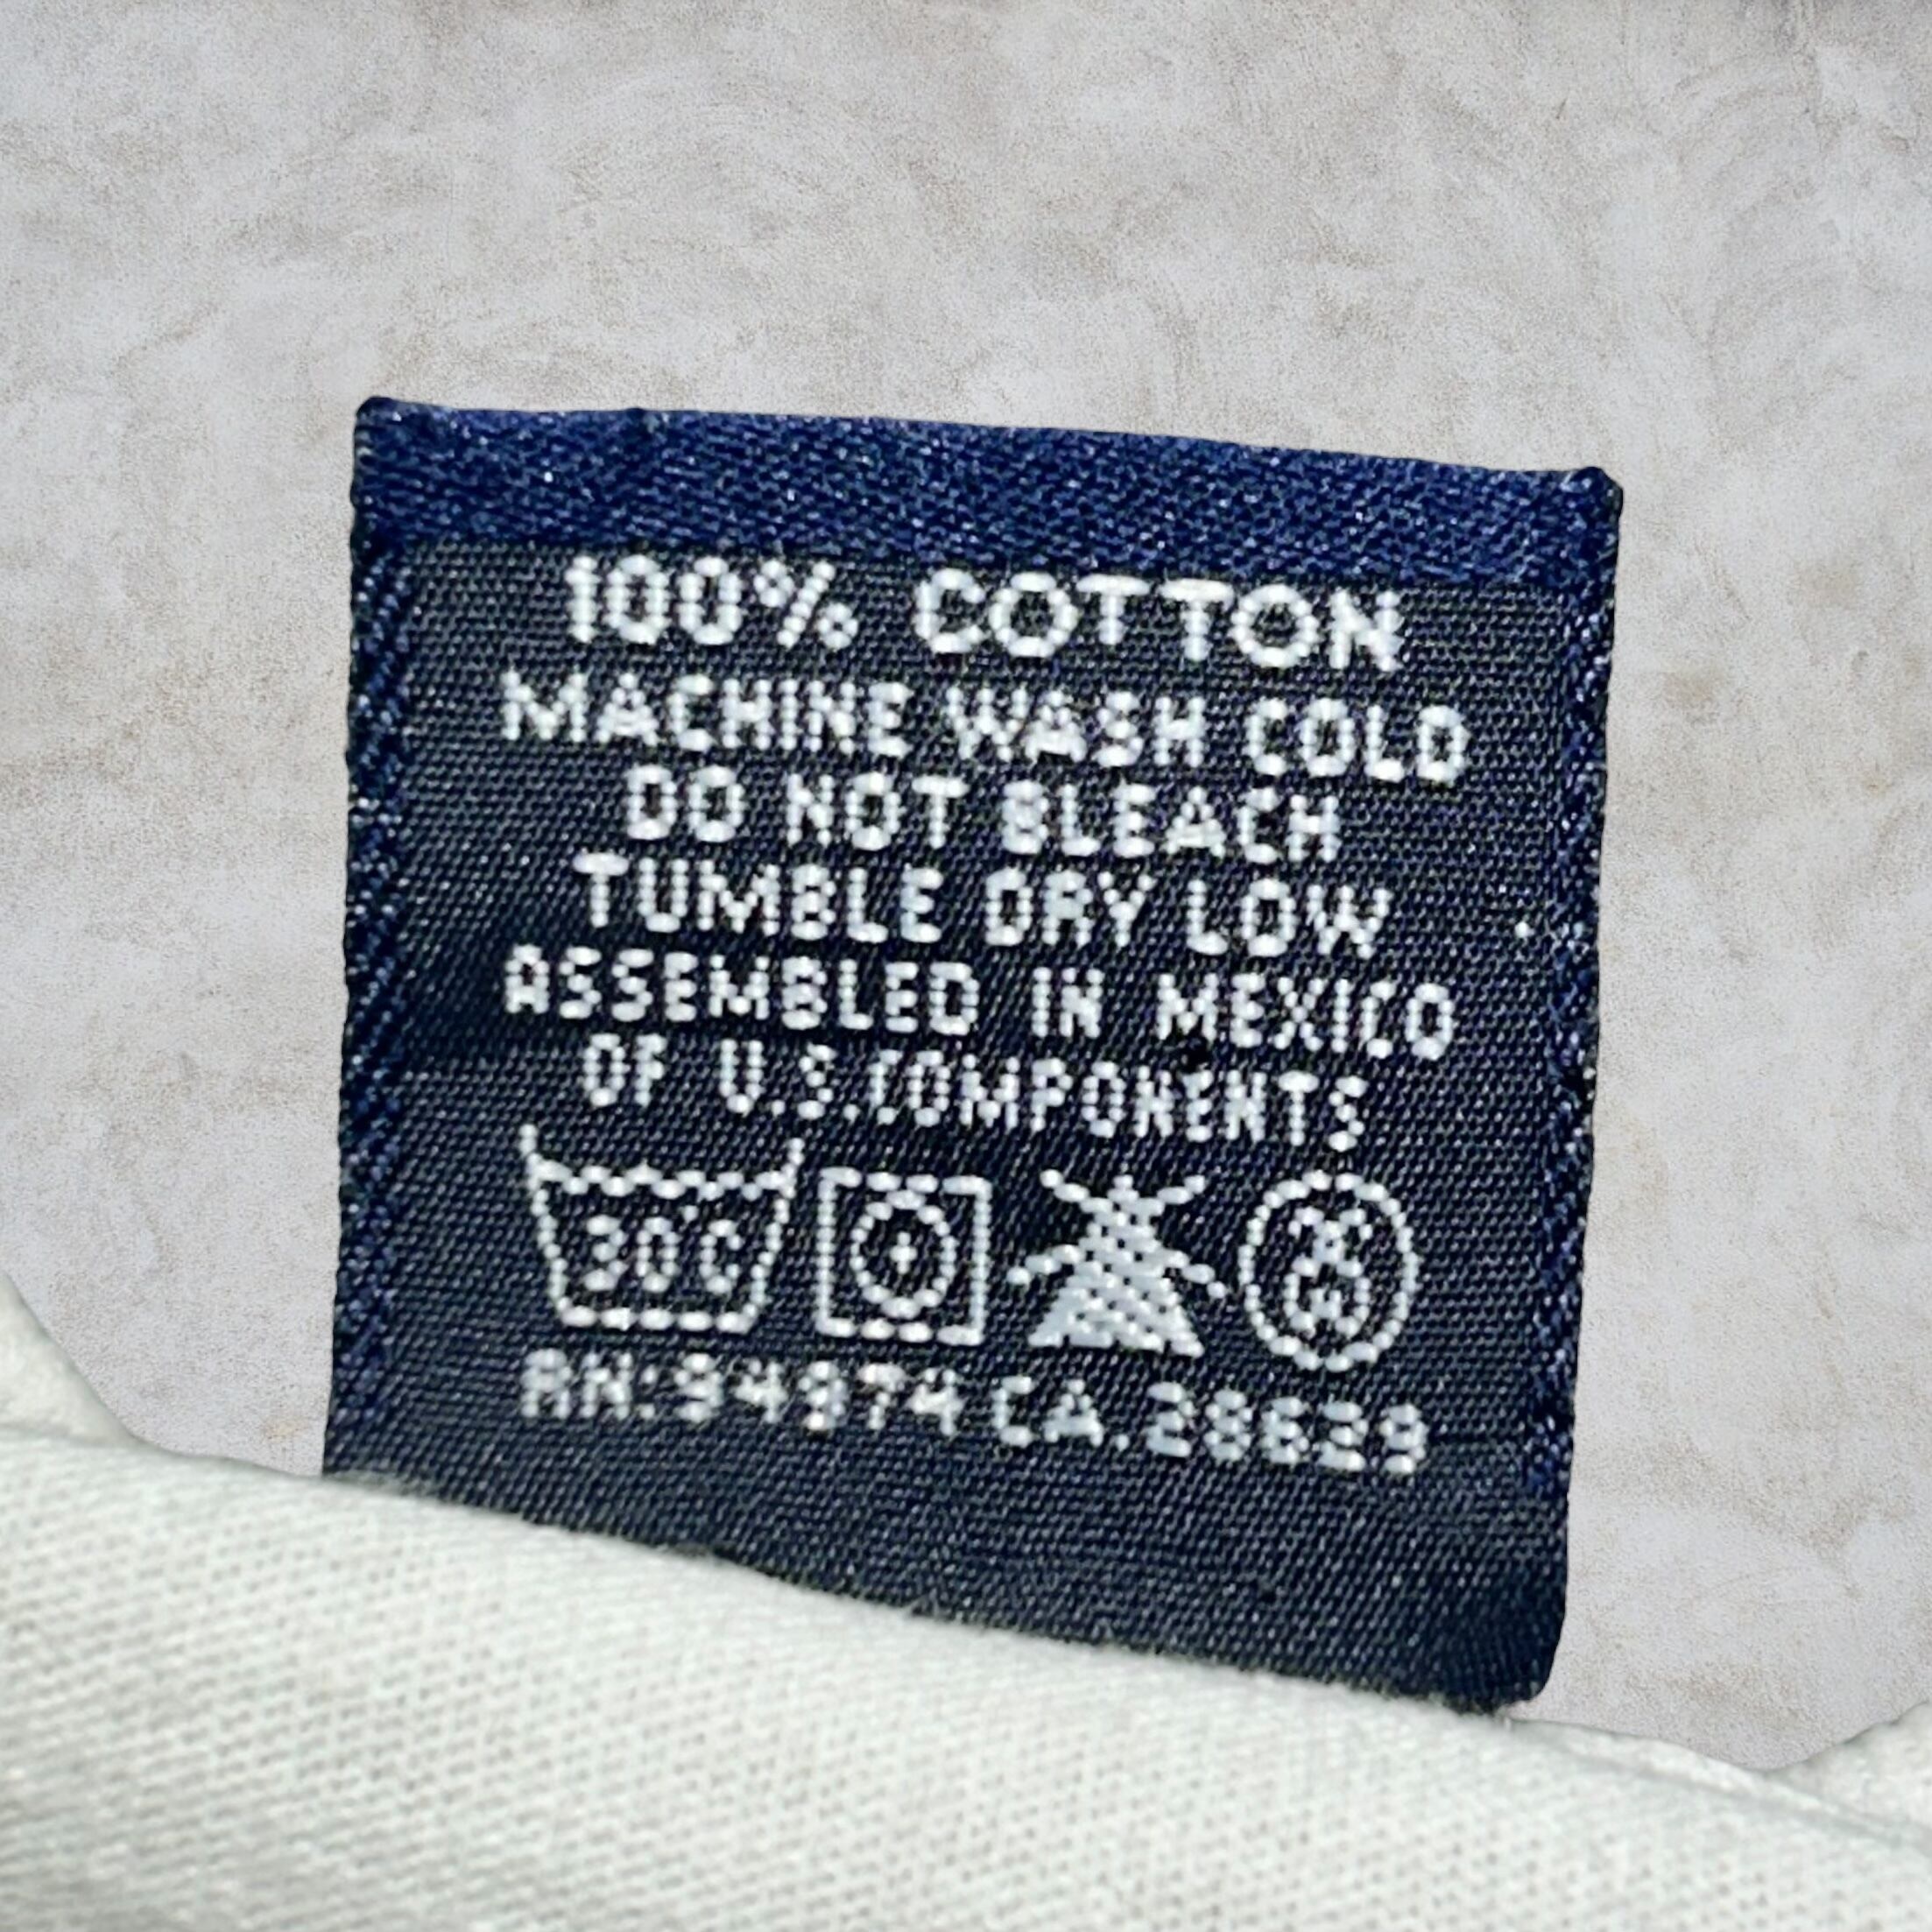 100% COTTON
MACHINE WASH COLD
DO NOT BLEACH
TUMBLE DRY LOW
ASSEMBLED IN MEXICO
OF U.S.COMPONENTS
30°C
RN:94974 CA.28629